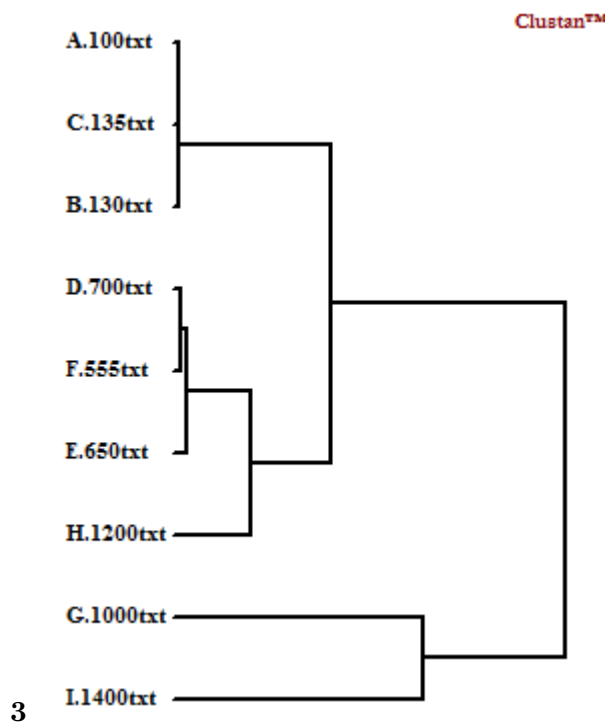 Clustan™
A.100txt
C.135txt
B.130txt
D.700txt
F.555txt
E.650txt
H.1200txt
G.1000txt
I.1400txt
3